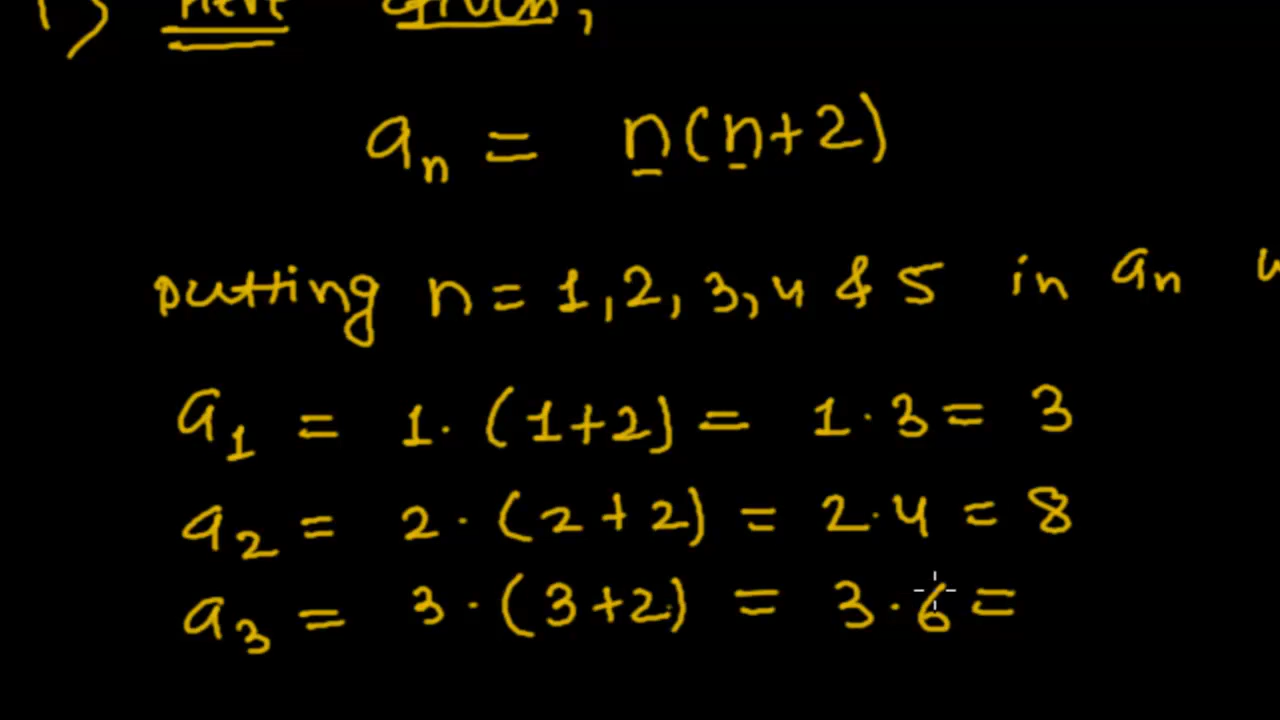 1) Here given,
aₙ = n(n+2)
putting n = 1, 2, 3, 4 & 5 in aₙ
a₁ = 1 · (1+2) = 1 · 3 = 3
a₂ = 2 · (2+2) = 2 · 4 = 8
a₃ = 3 · (3+2) = 3 · 6 =